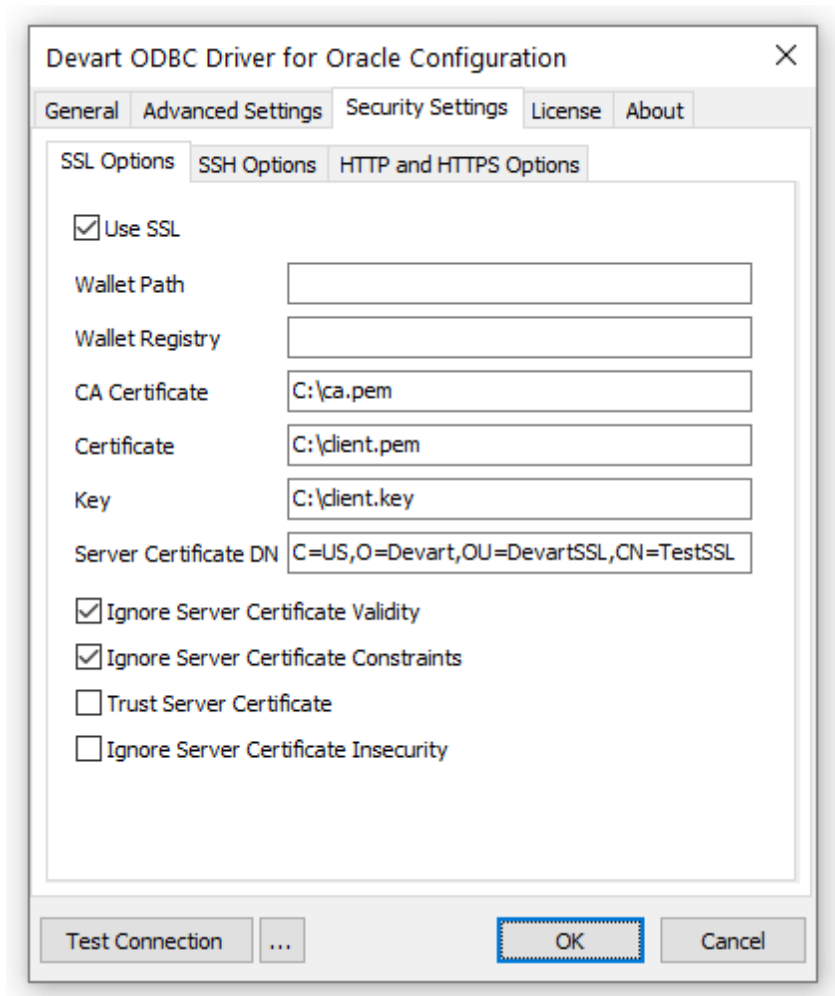 Devart ODBC Driver for Oracle Configuration
General Advanced Settings Security Settings License About
SSL Options SSH Options HTTP and HTTPS Options
Use SSL
Wallet Path
Wallet Registry
CA Certificate C:\ca.pem
Certificate C:\client.pem
Key C:\client.key
Server Certificate DN C=US,O=Devart,OU=DevartSSL,CN=TestSSL
Ignore Server Certificate Validity
Ignore Server Certificate Constraints
Trust Server Certificate
Ignore Server Certificate Insecurity
Test Connection ... OK Cancel